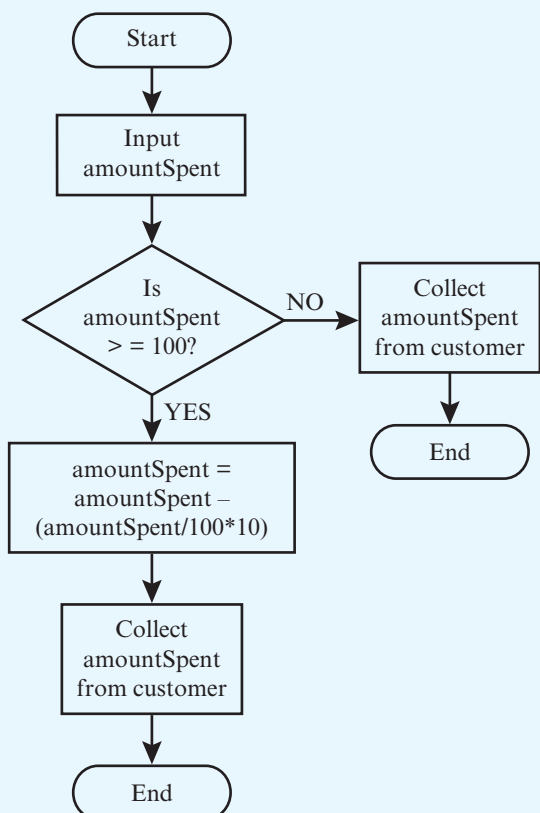 Start
Input
amountSpent
Is
amountSpent
> = 100?
NO
Collect
amountSpent
from customer
End
YES
amountSpent =
amountSpent –
(amountSpent/100*10)
Collect
amountSpent
from customer
End